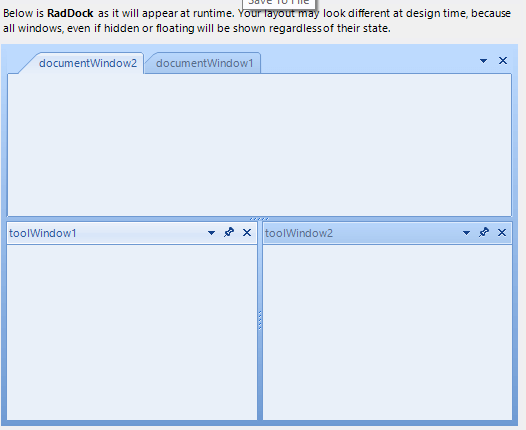 Save To File
Below is RadDock as it will appear at runtime. Your layout may look different at design time, because
all windows, even if hidden or floating will be shown regardless of their state.
documentWindow2 documentWindow1
toolWindow1 toolWindow2